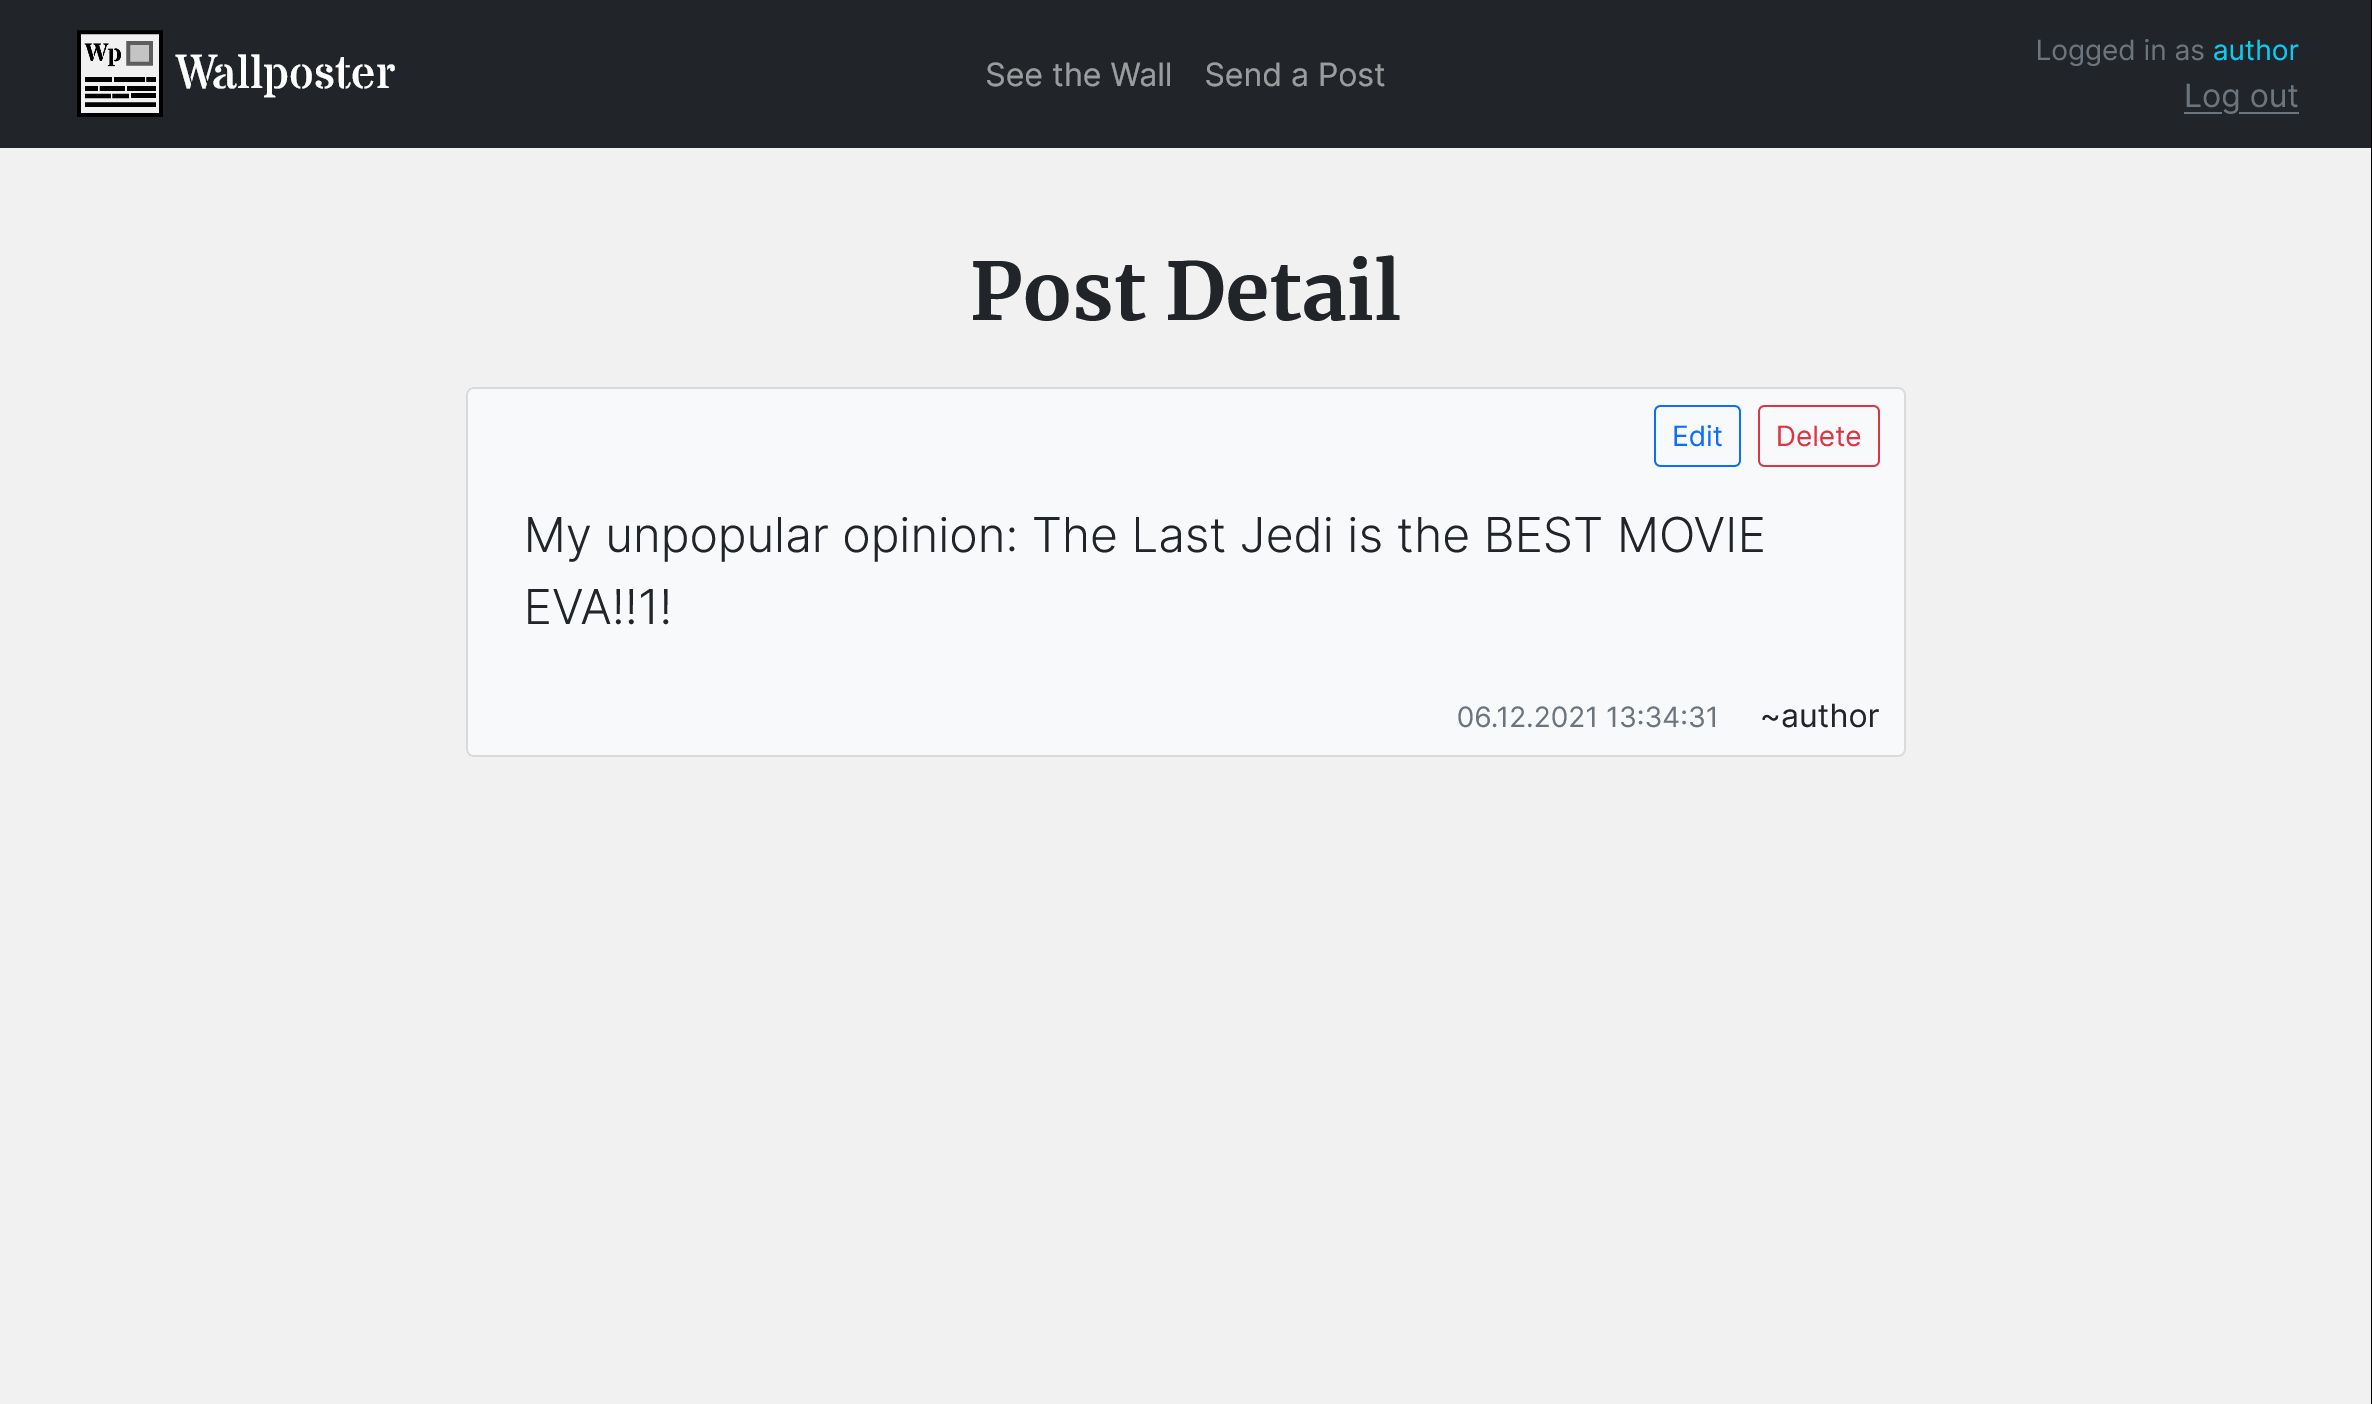 Wp
Wallposter
See the Wall
Send a Post
Logged in as author
Log out
Post Detail
Edit
Delete
My unpopular opinion: The Last Jedi is the BEST MOVIE
EVA!!1!
06.12.2021 13:34:31
~author